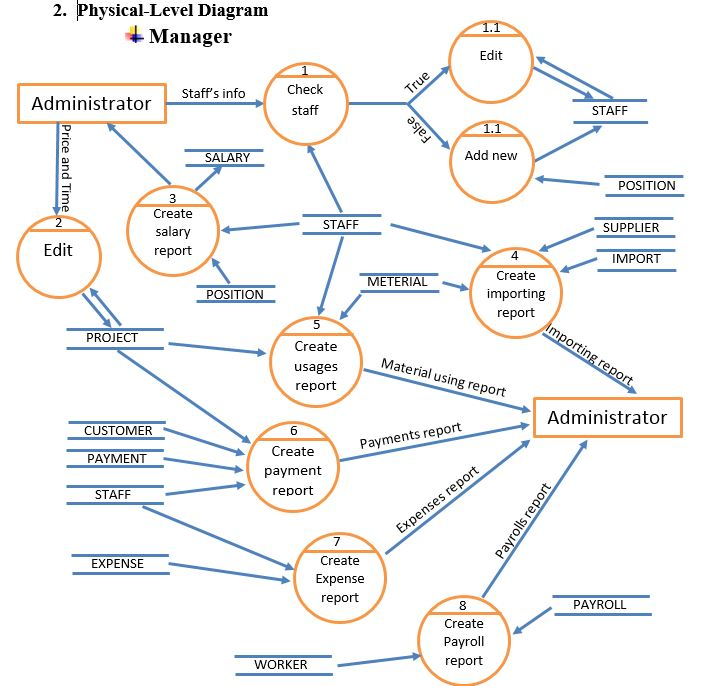 2. Physical-Level Diagram
Manager
1.1
Edit
True
1
Check
staff
Staff's info
Administrator
STAFF
False
1.1
Add new
Price and Time
SALARY
POSITION
3
Create
salary
report
2
Edit
STAFF
SUPPLIER
4
Create
importing
report
IMPORT
METERIAL
POSITION
PROJECT
5
Create
usages
report
Importing report
Material using report
Administrator
CUSTOMER
6
Create
payment
report
Payments report
PAYMENT
STAFF
Expenses report
Payrolls report
7
Create
Expense
report
EXPENSE
8
Create
Payroll
report
PAYROLL
WORKER